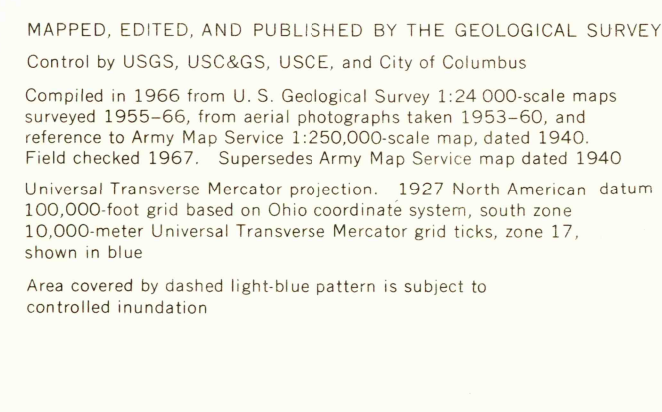 MAPPED, EDITED, AND PUBLISHED BY THE GEOLOGICAL SURVEY
Control by USGS, USC&GS, USCE, and City of Columbus
Compiled in 1966 from U. S. Geological Survey 1:24 000-scale maps
surveyed 1955–66, from aerial photographs taken 1953–60, and
reference to Army Map Service 1:250,000-scale map, dated 1940.
Field checked 1967. Supersedes Army Map Service map dated 1940
Universal Transverse Mercator projection. 1927 North American datum
100,000-foot grid based on Ohio coordinate system, south zone
10,000-meter Universal Transverse Mercator grid ticks, zone 17,
shown in blue
Area covered by dashed light-blue pattern is subject to
controlled inundation